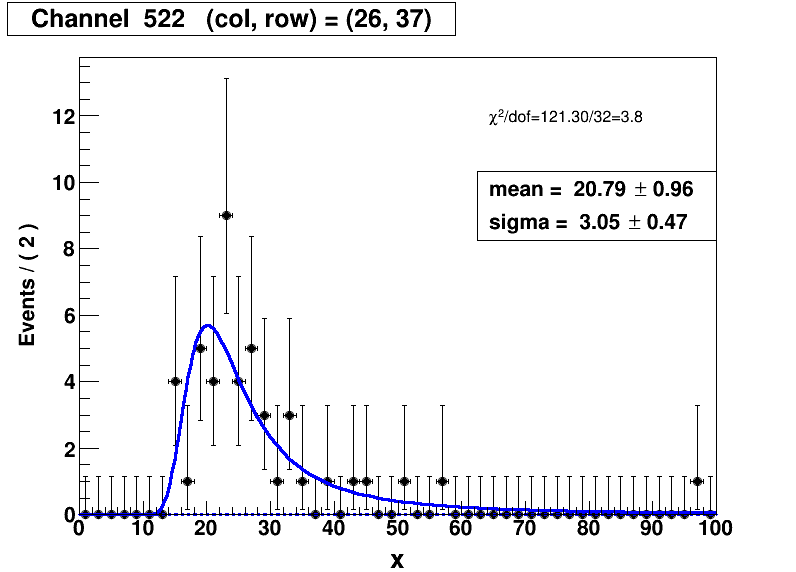 Channel  522   (col, row) = (26, 37)
χ²/dof=121.30/32=3.8
mean =  20.79 ± 0.96
sigma =  3.05 ± 0.47
Events / ( 2 )
12
10
8
6
4
2
0
0 10 20 30 40 50 60 70 80 90 100
x